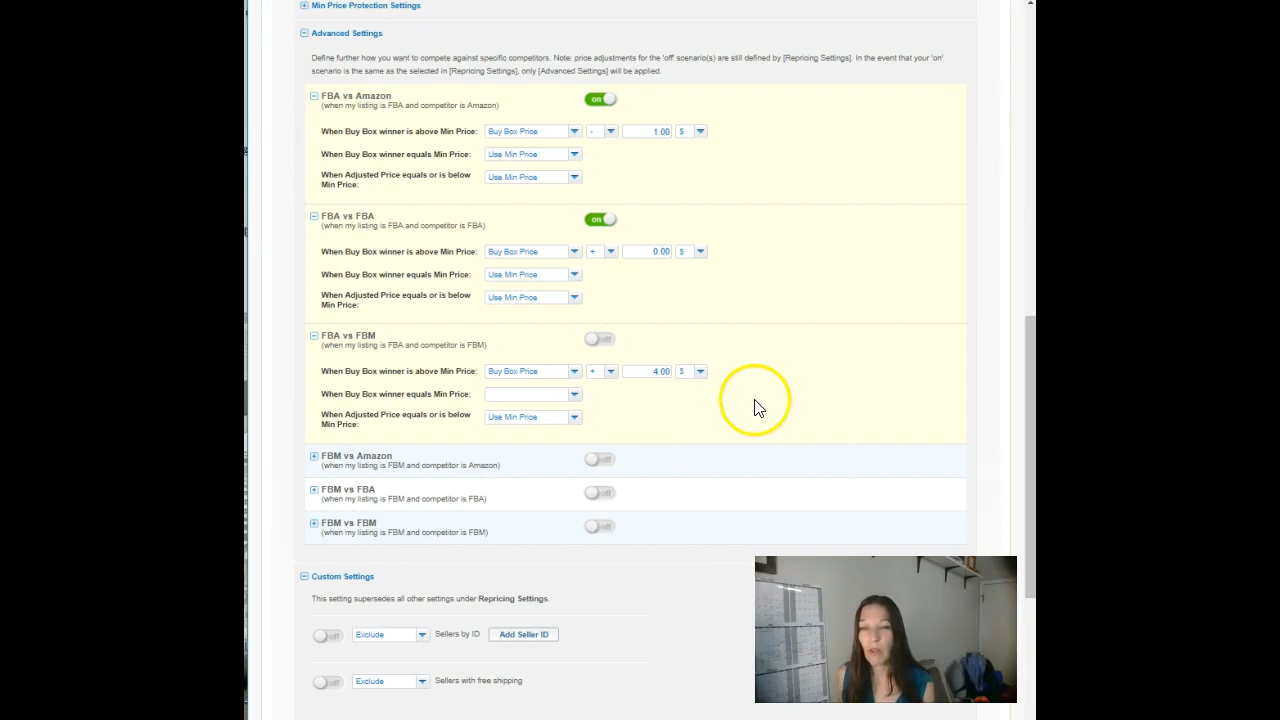 Min Price Protection Settings
Advanced Settings
Define further how you want to compete against specific competitors. Note: price adjustments for the 'off' scenario(s) are still defined by [Repricing Settings]. In the event that your 'on'
scenario is the same as the selected in [Repricing Settings], only [Advanced Settings] will be applied.
FBA vs Amazon
on
(when my listing is FBA and competitor is Amazon)
When Buy Box winner is above Min Price: Buy Box Price - 1.00 $
When Buy Box winner equals Min Price: Use Min Price
When Adjusted Price equals or is below Use Min Price
Min Price:
FBA vs FBA
on
(when my listing is FBA and competitor is FBA)
When Buy Box winner is above Min Price: Buy Box Price + 0.00 $
When Buy Box winner equals Min Price: Use Min Price
When Adjusted Price equals or is below Use Min Price
Min Price:
FBA vs FBM
off
(when my listing is FBA and competitor is FBM)
When Buy Box winner is above Min Price: Buy Box Price + 4.00 $
When Buy Box winner equals Min Price:
When Adjusted Price equals or is below Use Min Price
Min Price:
FBM vs Amazon
off
(when my listing is FBM and competitor is Amazon)
FBM vs FBA
off
(when my listing is FBM and competitor is FBA)
FBM vs FBM
off
(when my listing is FBM and competitor is FBM)
Custom Settings
This setting supersedes all other settings under Repricing Settings.
off Exclude Sellers by ID Add Seller ID
off Exclude Sellers with free shipping